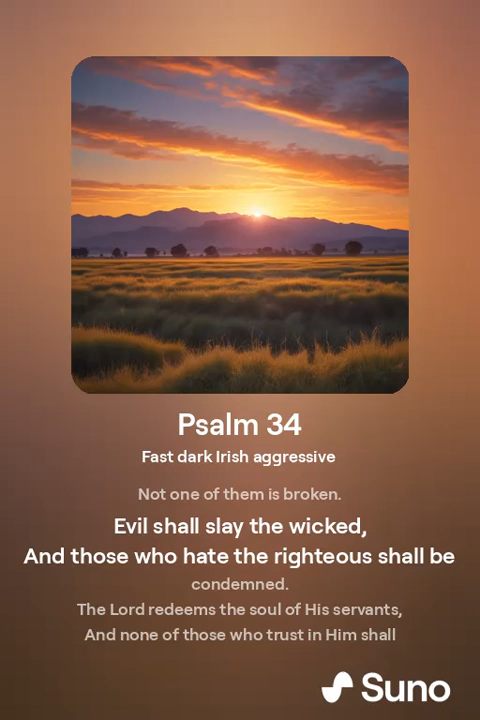 Psalm 34
Fast dark Irish aggressive
Not one of them is broken.
Evil shall slay the wicked,
And those who hate the righteous shall be
condemned.
The Lord redeems the soul of His servants,
And none of those who trust in Him shall
Suno